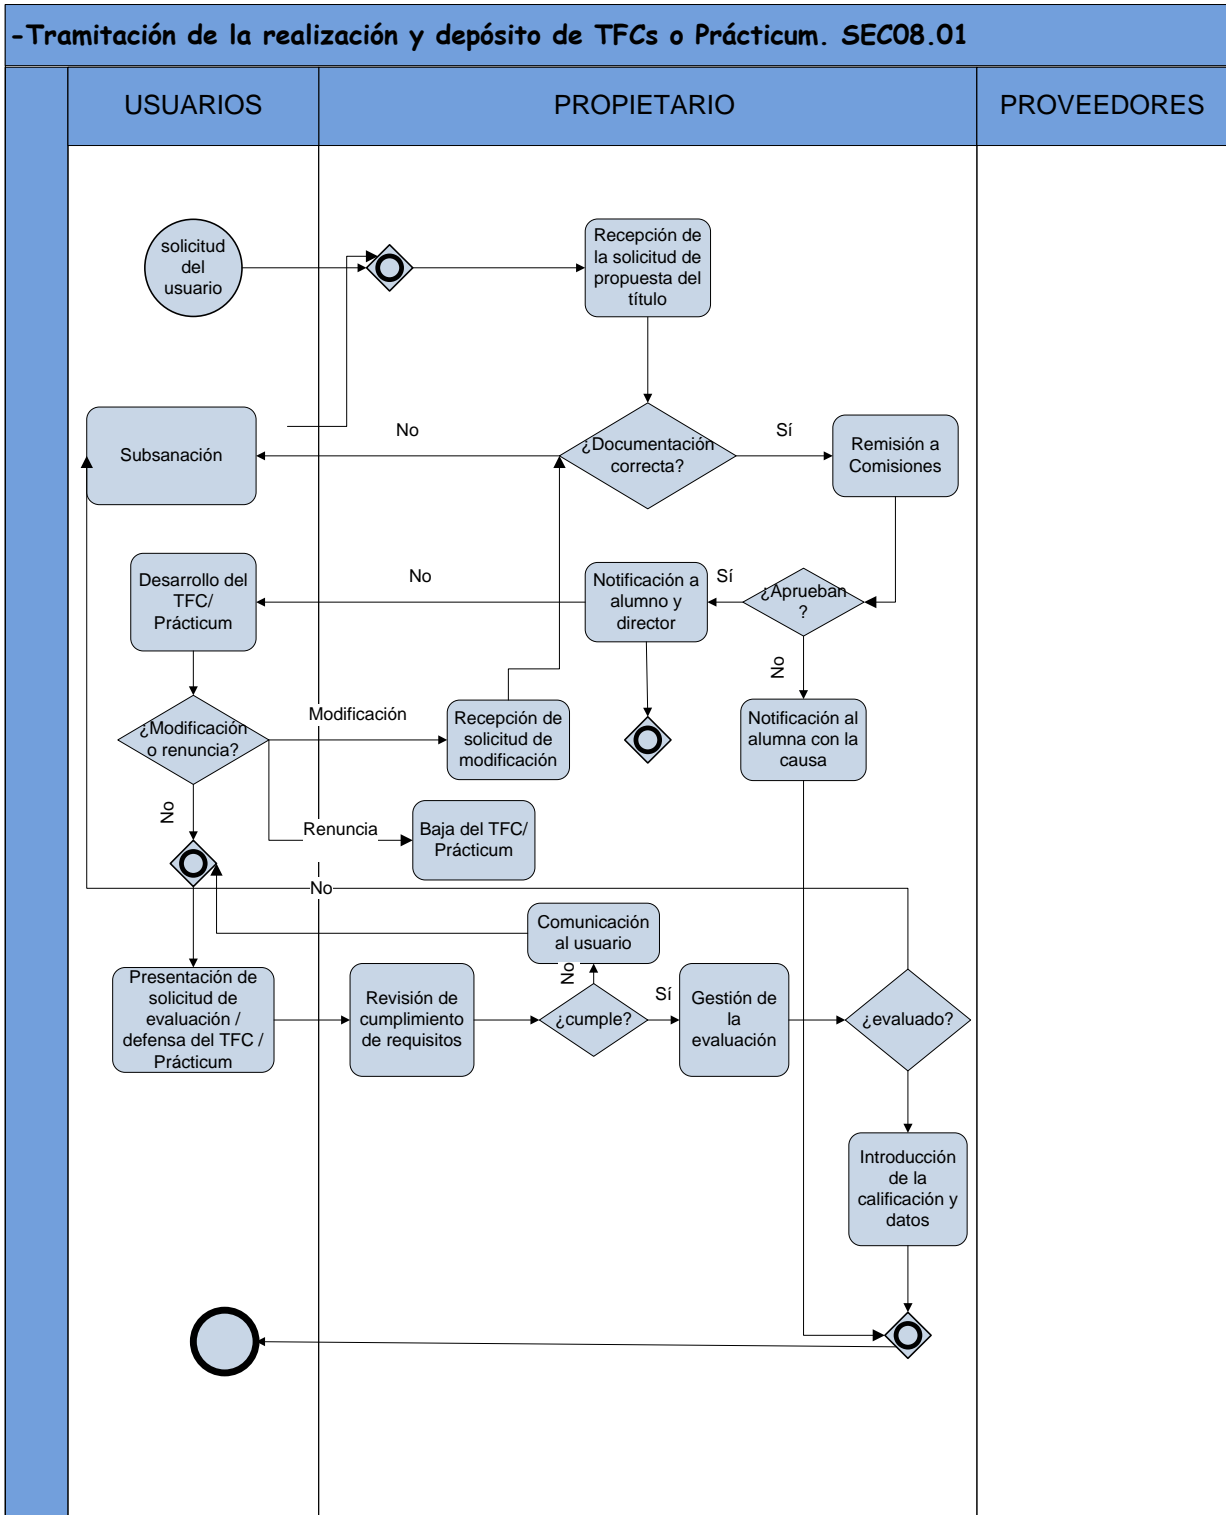 -Tramitación de la realización y depósito de TFCs o Prácticum. SEC08.01
USUARIOS
PROPIETARIO
PROVEEDORES
solicitud
del
usuario
Recepción de
la solicitud de
propuesta del
título
Subsanación
No
¿Documentación
correcta?
Sí
Remisión a
Comisiones
Desarrollo del
TFC/
Prácticum
No
Notificación a
alumno y
director
Sí
¿Aprueban
?
No
¿Modificación
o renuncia?
Modificación
Recepción de
solicitud de
modificación
Notificación al
alumna con la
causa
No
Renuncia
Baja del TFC/
Prácticum
No
Comunicación
al usuario
No
Presentación de
solicitud de
evaluación /
defensa del TFC /
Prácticum
Revisión de
cumplimiento
de requisitos
¿cumple?
Sí
Gestión de
la
evaluación
¿evaluado?
Introducción
de la
calificación y
datos